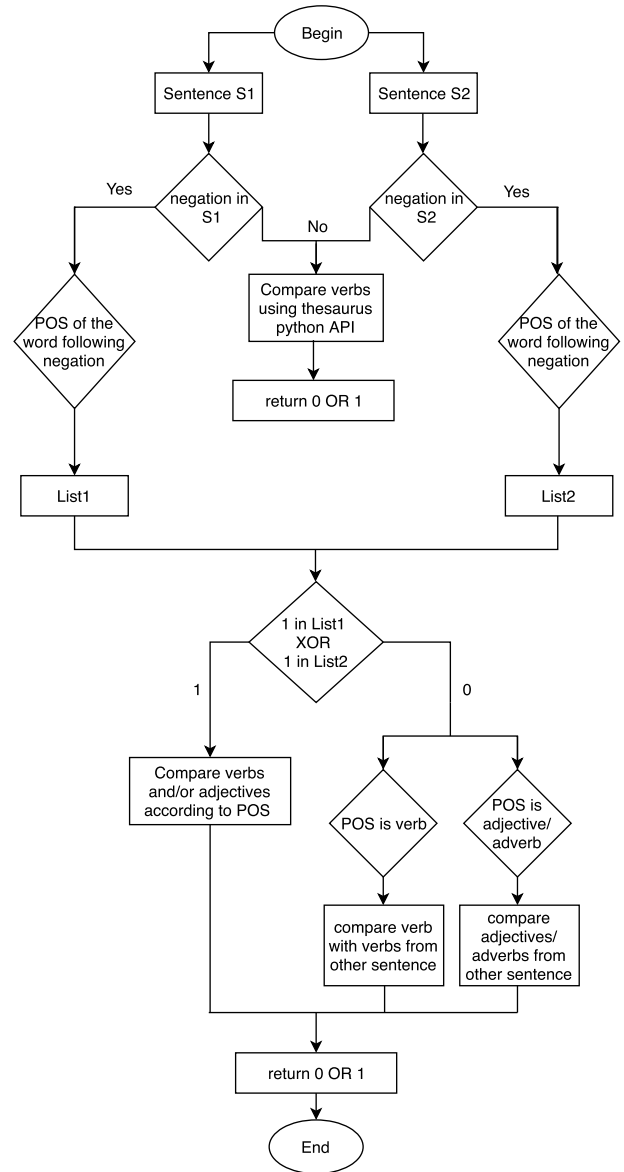 Begin
Sentence S1
Sentence S2
negation in
S1
negation in
S2
Yes
No
Yes
POS of the
word following
negation
Compare verbs
using thesaurus
python API
POS of the
word following
negation
return 0 OR 1
List1
List2
1 in List1
XOR
1 in List2
1
0
Compare verbs
and/or adjectives
according to POS
POS is verb
POS is
adjective/
adverb
compare verb
with verbs from
other sentence
compare
adjectives/
adverbs from
other sentence
return 0 OR 1
End